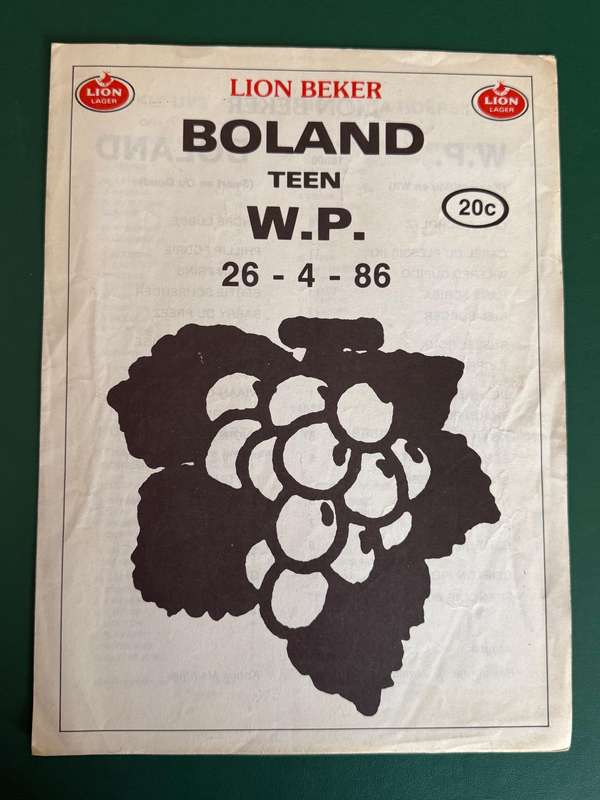 LION
LAGER
LION BEKER
LION
LAGER
BOLAND
TEEN
W.P.
20c
26 - 4 - 86